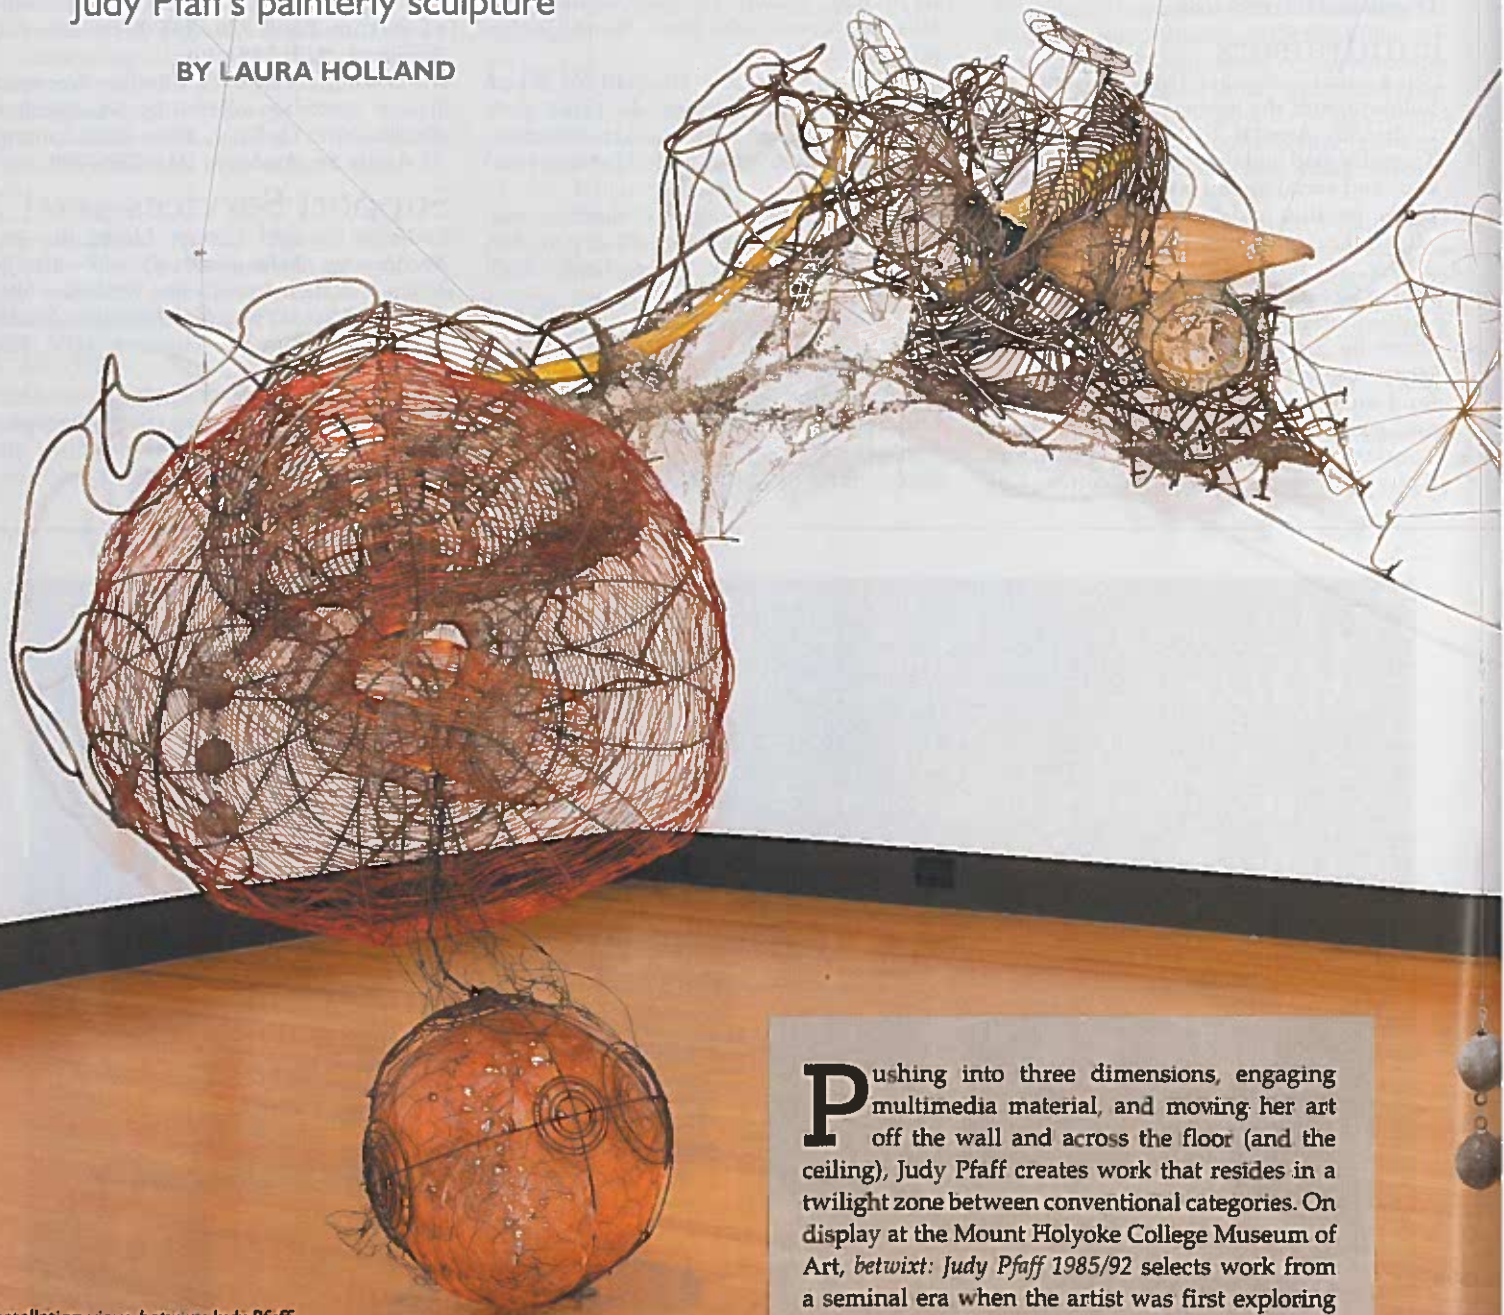 Judy Pfaff's painterly sculpture
BY LAURA HOLLAND
Pushing into three dimensions, engaging
multimedia material, and moving her art
off the wall and across the floor (and the
ceiling), Judy Pfaff creates work that resides in a
twilight zone between conventional categories. On
display at the Mount Holyoke College Museum of
Art, betwixt: Judy Pfaff 1985/92 selects work from
a seminal era when the artist was first exploring